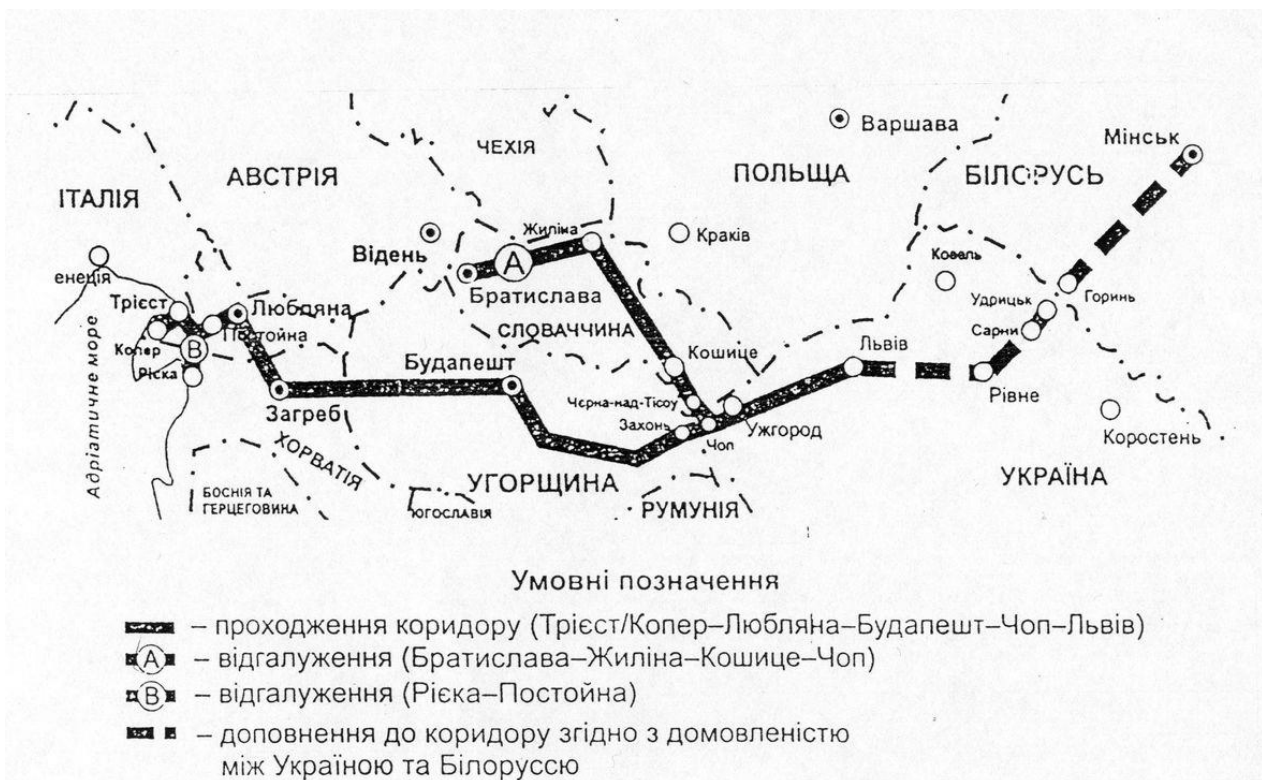 Варшава
Мінськ
ЧЕХІЯ
ПОЛЬЩА
БІЛОРУСЬ
АВСТРІЯ
ІТАЛІЯ
Жиліна
Краків
Відень
Ковель
енеція
Братислава
Удрицьк
Горинь
Трієст
Любляна
Сарни
Постойна
СЛОВАЧЧИНА
Копер
Кошице
Львів
Рієка
Будапешт
Рівне
Адріатичне море
Загреб
Чєрна-над-Тісоу
Захонь
Чоп
Ужгород
Коростень
ХОРВАТІЯ
УГОРЩИНА
УКРАЇНА
БОСНІЯ ТА
ГЕРЦЕГОВИНА
ЮГОСЛАВІЯ
РУМУНІЯ
A
B
Умовні позначення
– проходження коридору (Трієст/Копер–Любляна–Будапешт–Чоп–Львів)
A – відгалуження (Братислава–Жиліна–Кошице–Чоп)
B – відгалуження (Рієка–Постойна)
– доповнення до коридору згідно з домовленістю
між Україною та Білоруссю